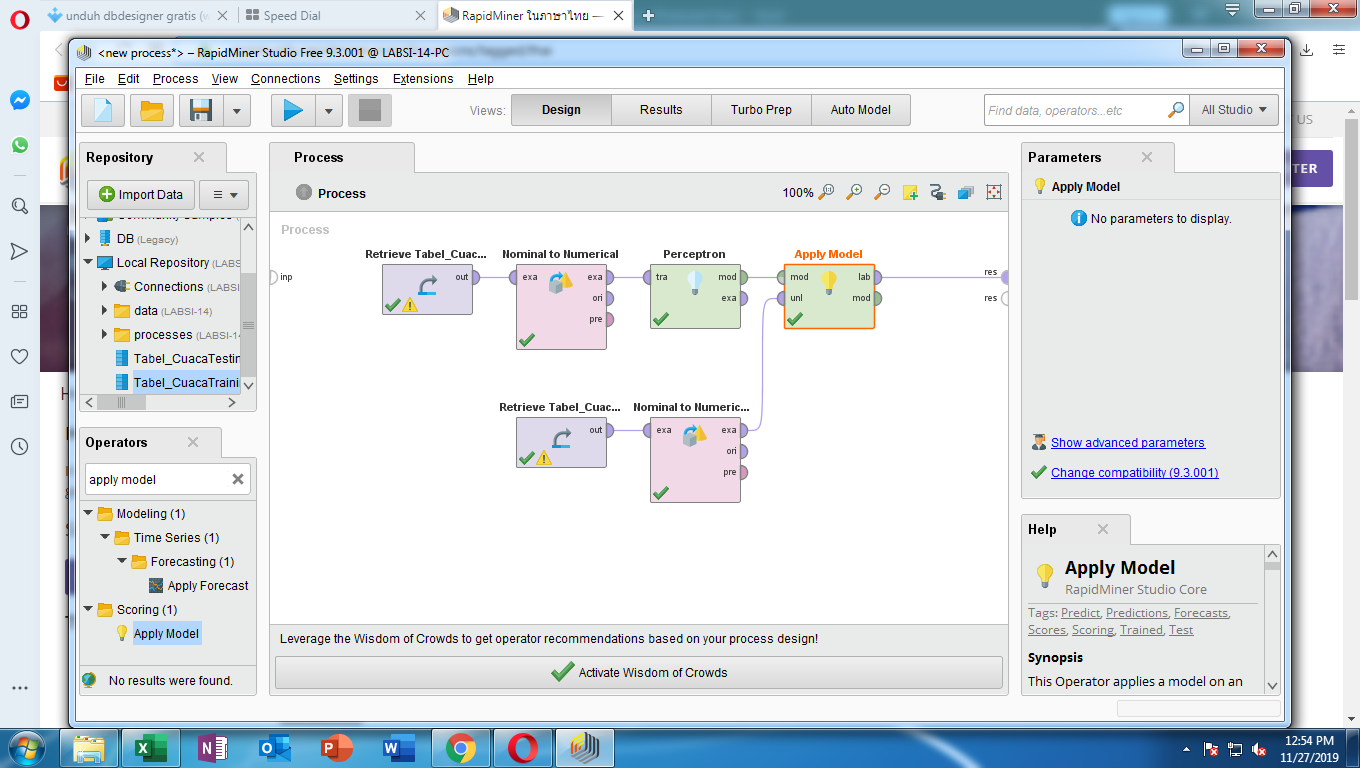 unduh dbdesigner gratis (w
Speed Dial
RapidMiner ในภาษาไทย —
<new process*> – RapidMiner Studio Free 9.3.001 @ LABSI-14-PC
File Edit Process View Connections Settings Extensions Help
Views: Design Results Turbo Prep Auto Model
Find data, operators...etc
All Studio
Repository
Import Data
DB (Legacy)
Local Repository (LABS
Connections (LABSI
data (LABSI-14)
processes (LABSI-14
Tabel_CuacaTestin
Tabel_CuacaTraini
Operators
apply model
Modeling (1)
Time Series (1)
Forecasting (1)
Apply Forecast
Scoring (1)
Apply Model
No results were found.
Process
Process
100%
Process
inp
Retrieve Tabel_Cuac...
out
Nominal to Numerical
exa exa
ori
pre
Perceptron
tra mod
exa
Apply Model
mod lab
unl mod
res
res
Retrieve Tabel_Cuac...
out
Nominal to Numeric...
exa exa
ori
pre
Leverage the Wisdom of Crowds to get operator recommendations based on your process design!
Activate Wisdom of Crowds
Parameters
Apply Model
No parameters to display.
Show advanced parameters
Change compatibility (9.3.001)
Help
Apply Model
RapidMiner Studio Core
Tags: Predict, Predictions, Forecasts,
Scores, Scoring, Trained, Test
Synopsis
This Operator applies a model on an
US
TER
12:54 PM
11/27/2019